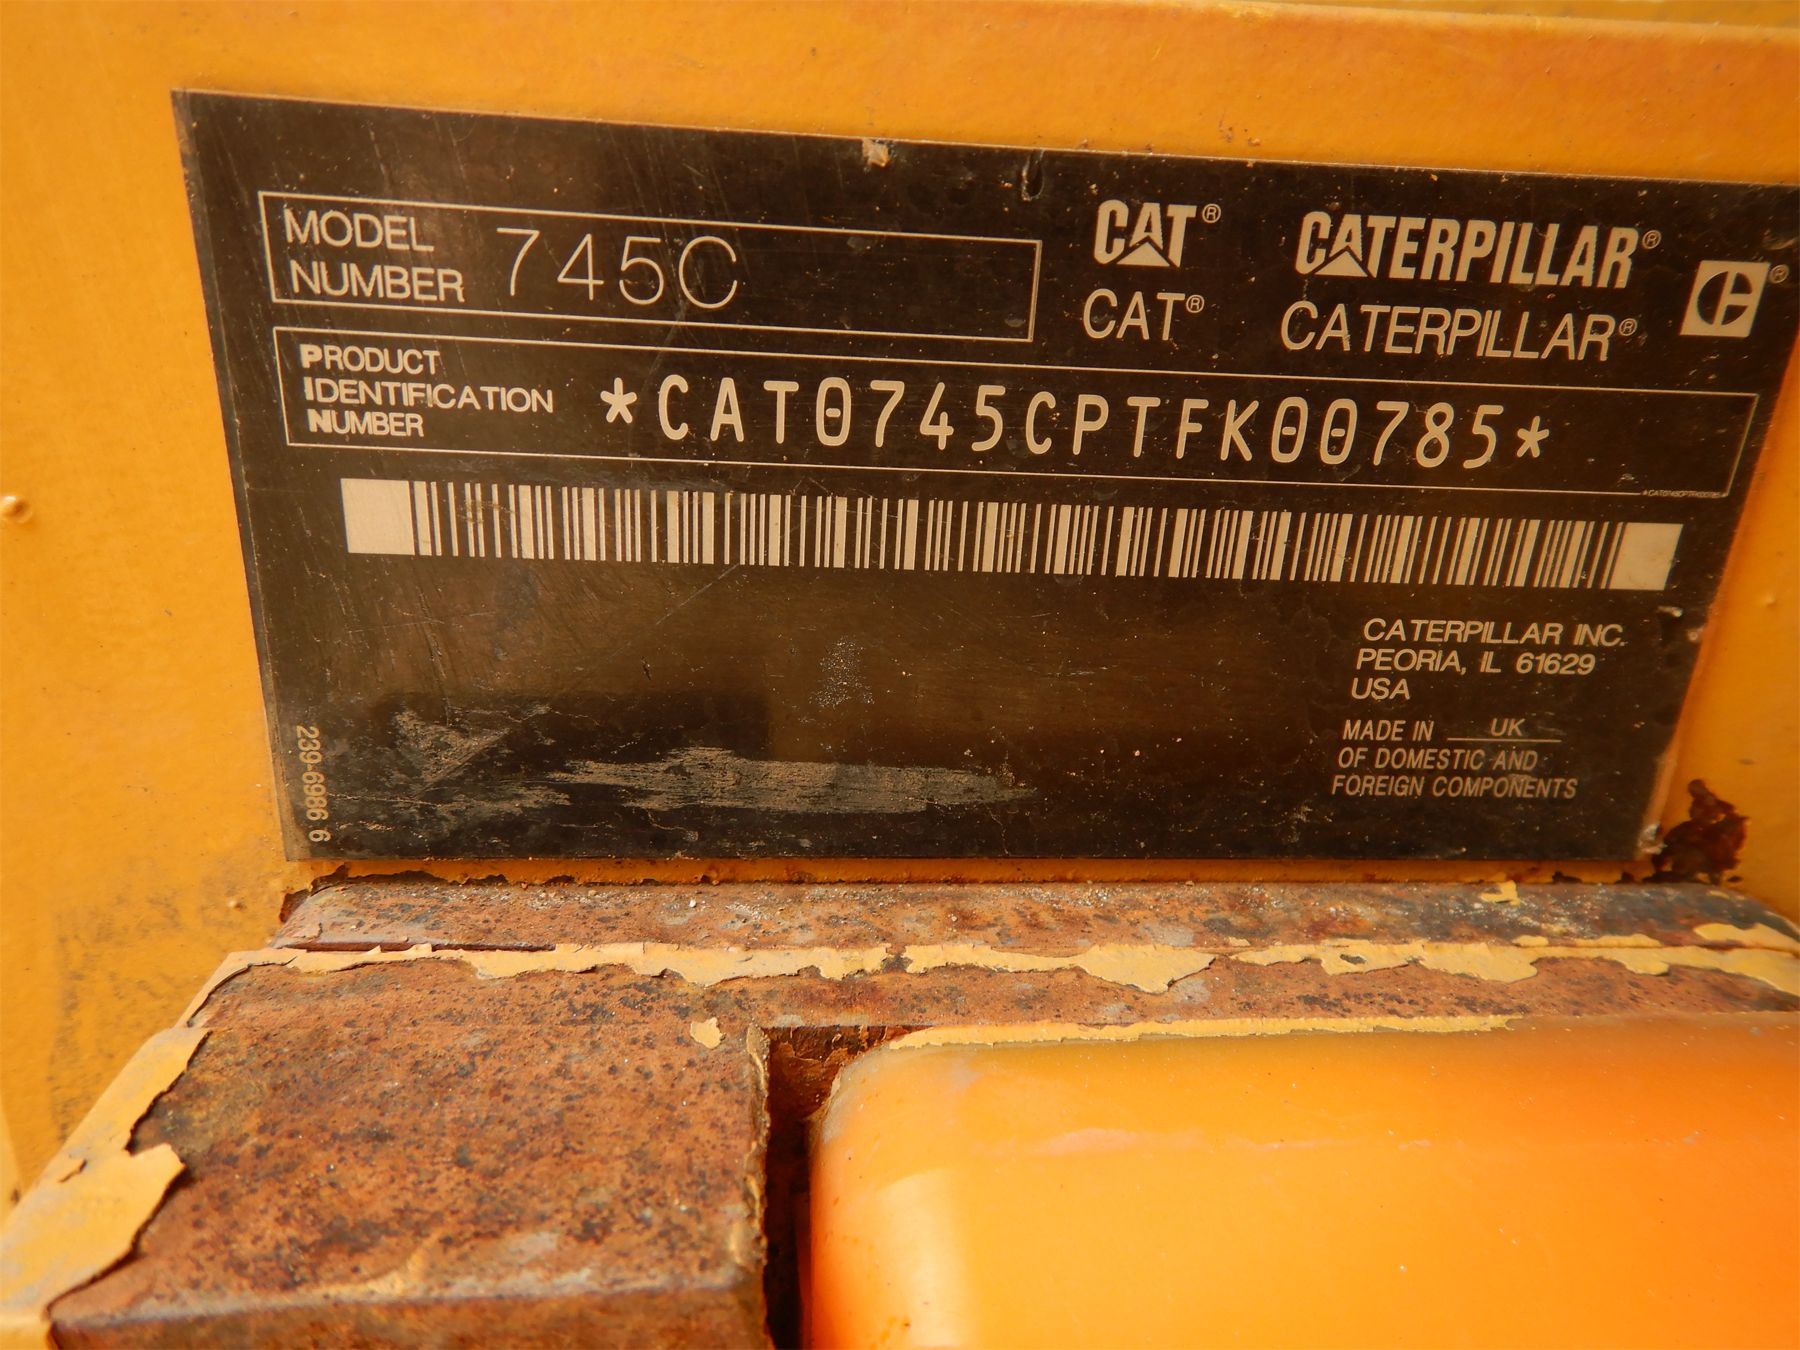 MODEL
NUMBER 745C
CAT® CATERPILLAR®
CAT® CATERPILLAR®
PRODUCT
IDENTIFICATION
NUMBER
*CAT0745CPTFK00785*
*CAT0745CPTFK00785*
CATERPILLAR INC.
PEORIA, IL 61629
USA
MADE IN UK
OF DOMESTIC AND
FOREIGN COMPONENTS
239-6986 6